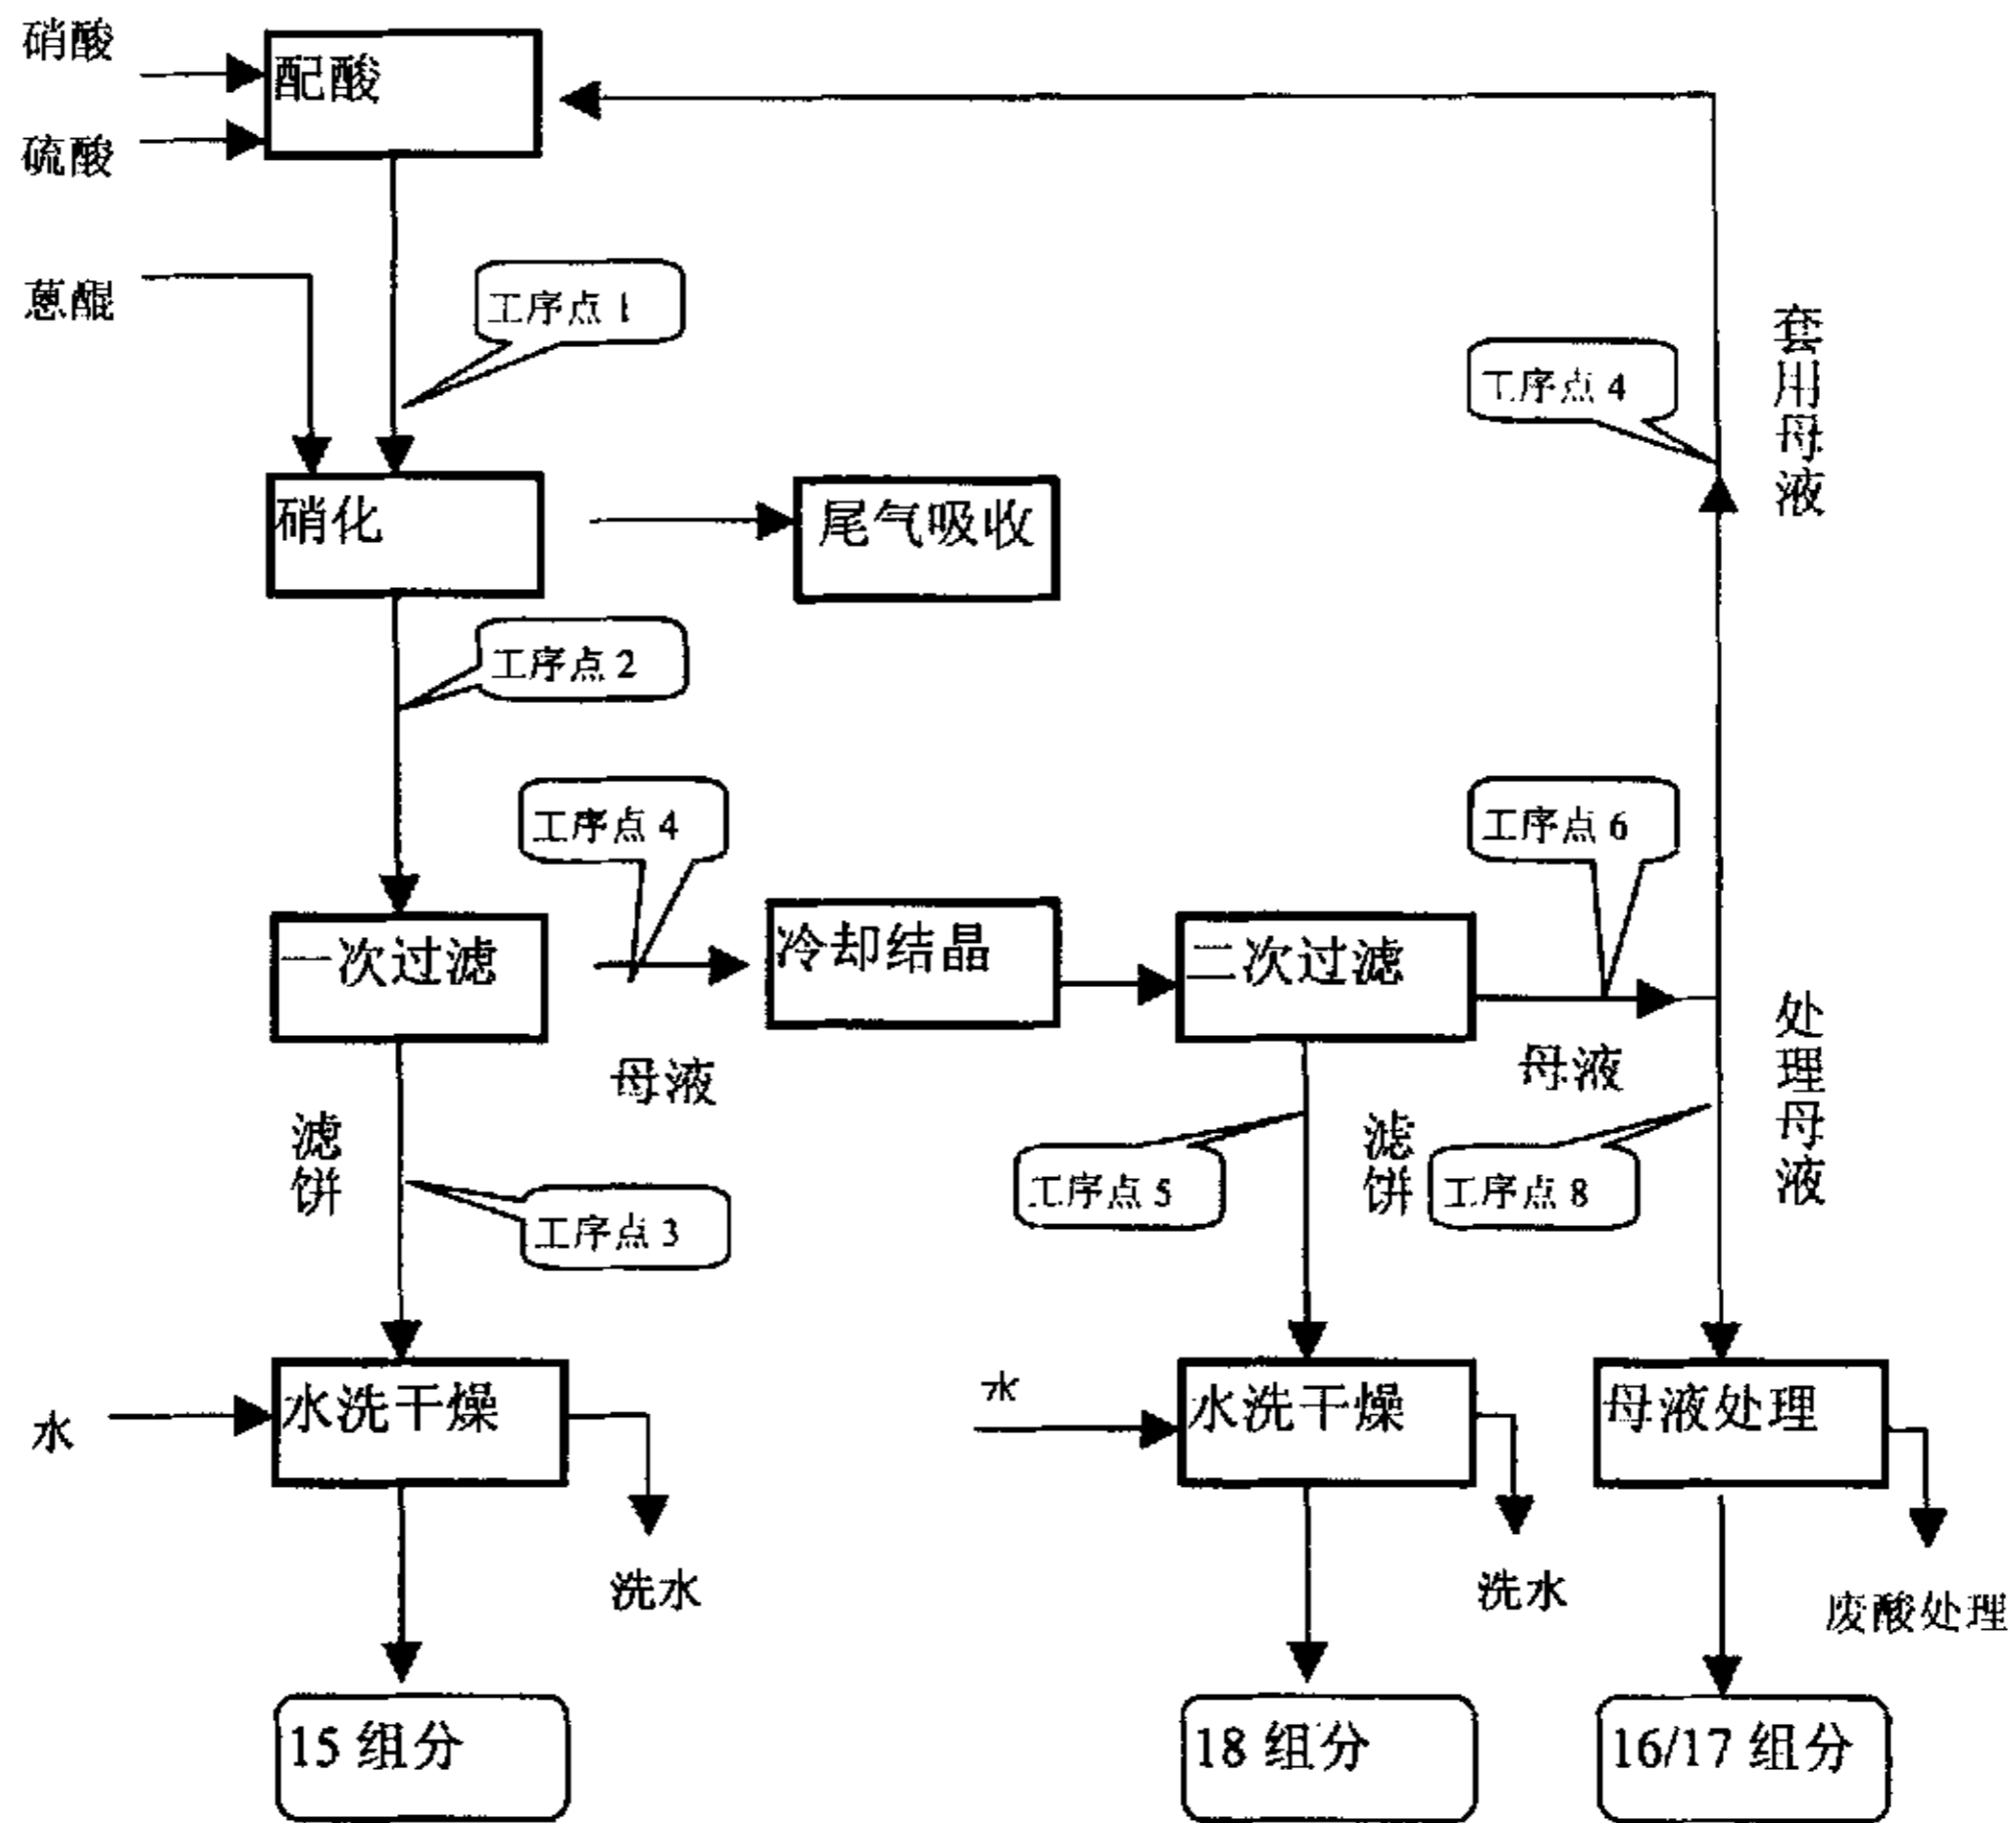 硝酸
配酸
硫酸
蒽醌
工序点 1
工序点 4
套用母液
硝化
尾气吸收
工序点 2
工序点 4
工序点 6
一次过滤
冷却结晶
二次过滤
母液
母液
处理母液
滤饼
滤饼
工序点 3
工序点 5
工序点 8
水
水洗干燥
水
水洗干燥
母液处理
洗水
洗水
废酸处理
15 组分
18 组分
16/17 组分